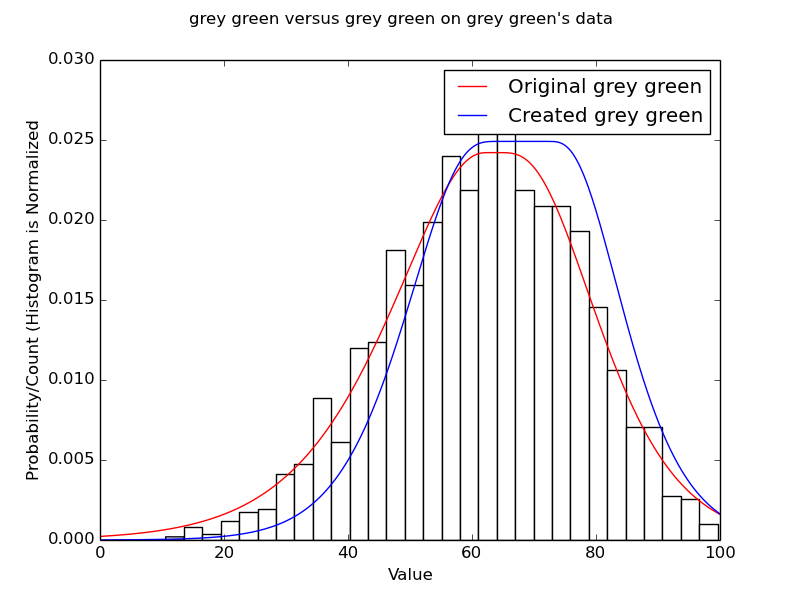 grey green versus grey green on grey green's data
0.030
0.025
0.020
0.015
0.010
0.005
0.000
Probability/Count (Histogram is Normalized
Original grey green
Created grey green
0 20 40 60 80 100
Value